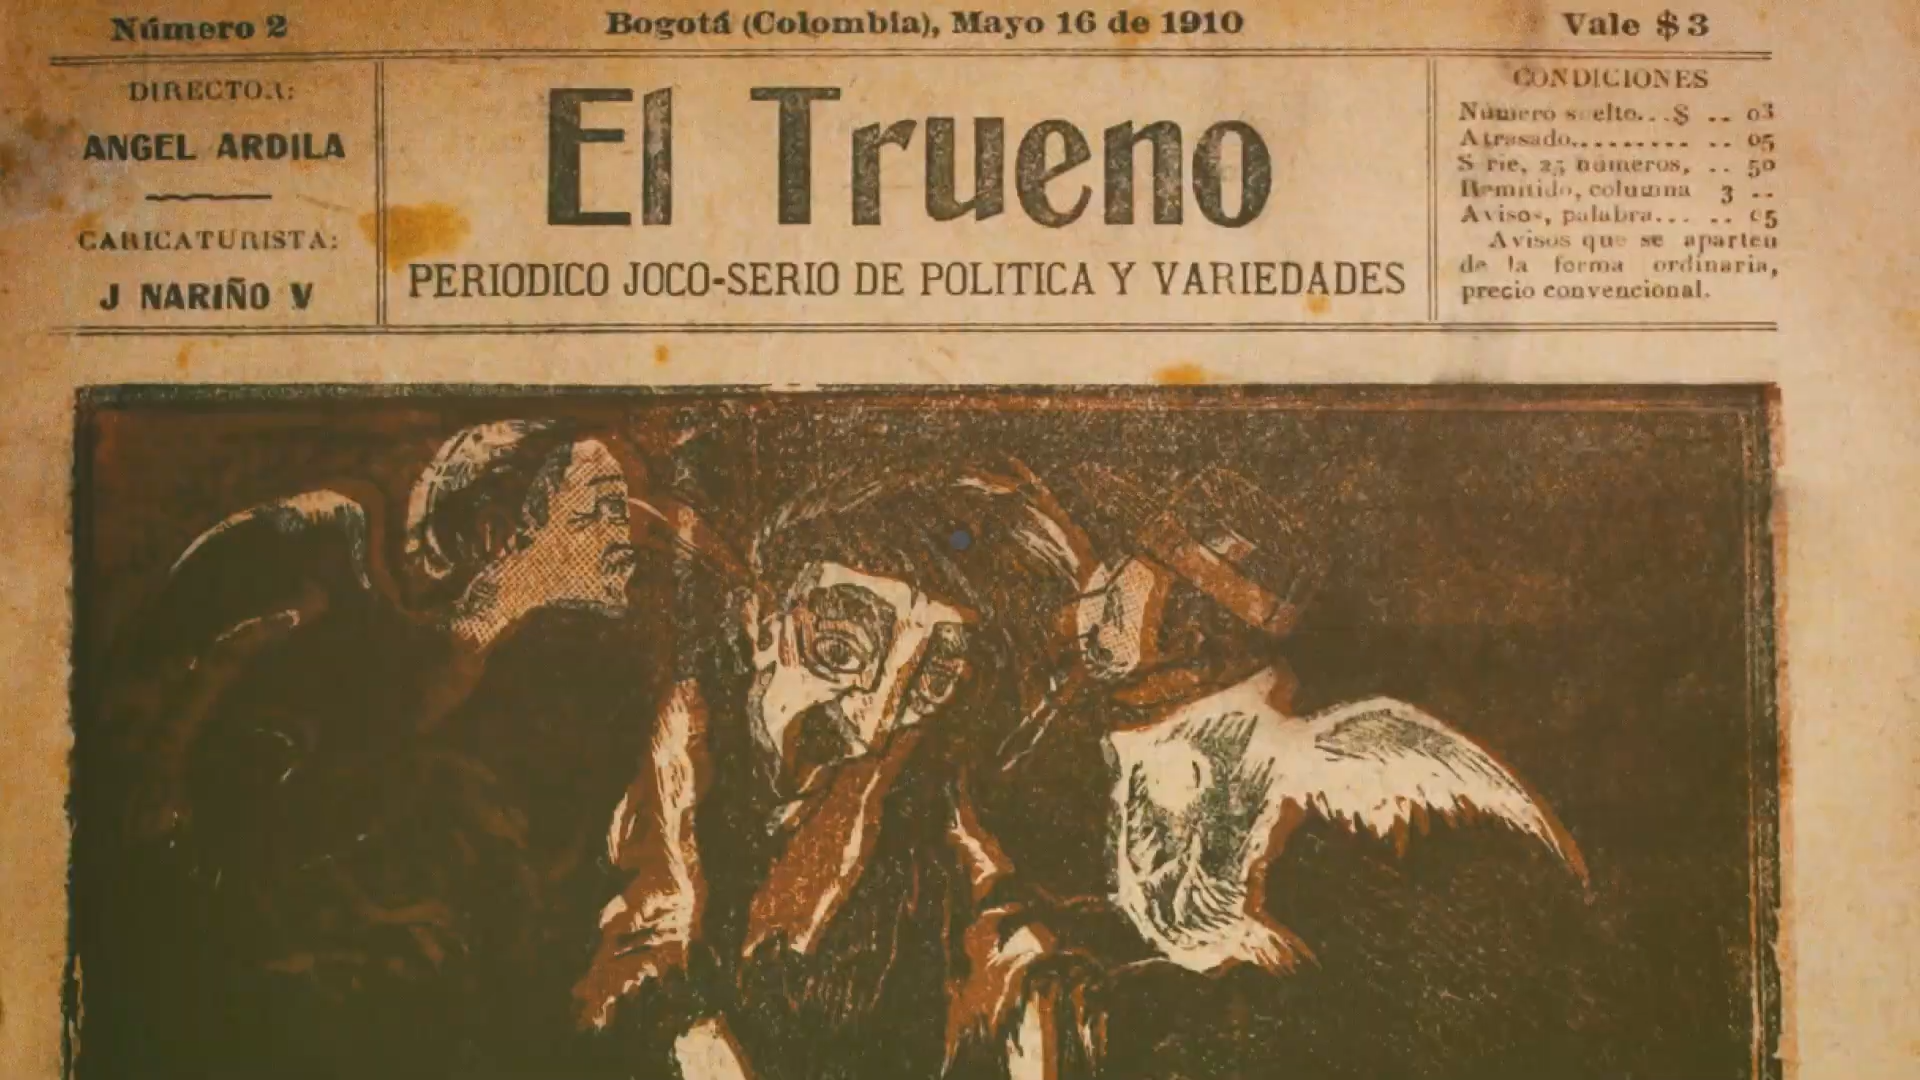 Número 2
Bogotá (Colombia), Mayo 16 de 1910
Vale $ 3
DIRECTOR:
ANGEL ARDILA
CARICATURISTA:
J NARIÑO V
El Trueno
PERIODICO JOCO-SERIO DE POLITICA Y VARIEDADES
CONDICIONES
Número suelto...$ .. 03
Atrasado......... .. 05
Serie, 25 números, .. 50
Remitido, columna 3 ..
Avisos, palabra... .. 05
Avisos que se aparten
de la forma ordinaria,
precio convencional.